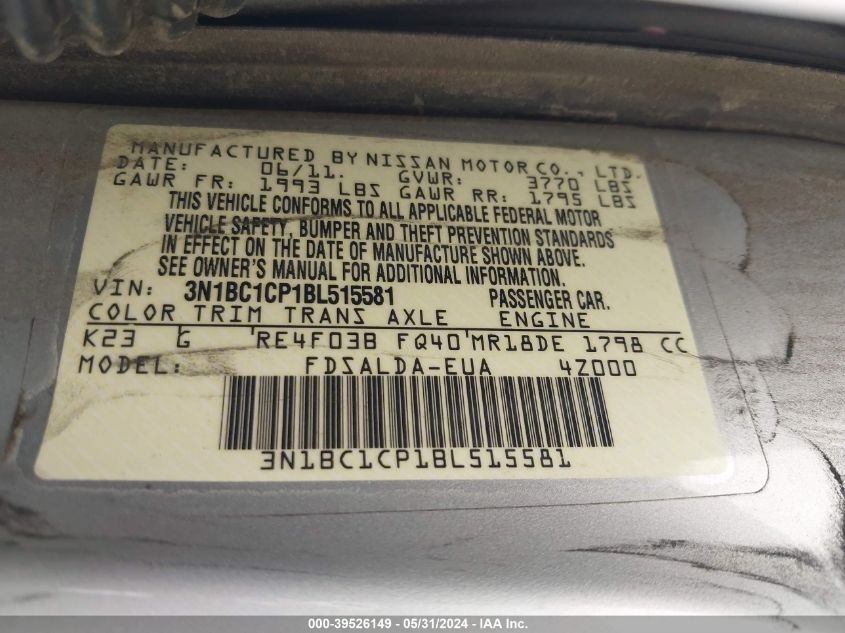 MANUFACTURED BY NISSAN MOTOR CO., LTD.
DATE: 06/11. GVWR: 3770 LBS
GAWR FR: 1993 LBS GAWR RR: 1795 LBS
THIS VEHICLE CONFORMS TO ALL APPLICABLE FEDERAL MOTOR
VEHICLE SAFETY, BUMPER AND THEFT PREVENTION STANDARDS
IN EFFECT ON THE DATE OF MANUFACTURE SHOWN ABOVE.
SEE OWNER'S MANUAL FOR ADDITIONAL INFORMATION.
VIN: 3N1BC1CP1BL515581 PASSENGER CAR.
COLOR TRIM TRANS AXLE ENGINE
K23 G RE4F03B FQ40 MR18DE 1798 CC
MODEL: FDSALDA-EUA 4Z000
3N1BC1CP1BL515581
000-39526149 - 05/31/2024 - IAA Inc.